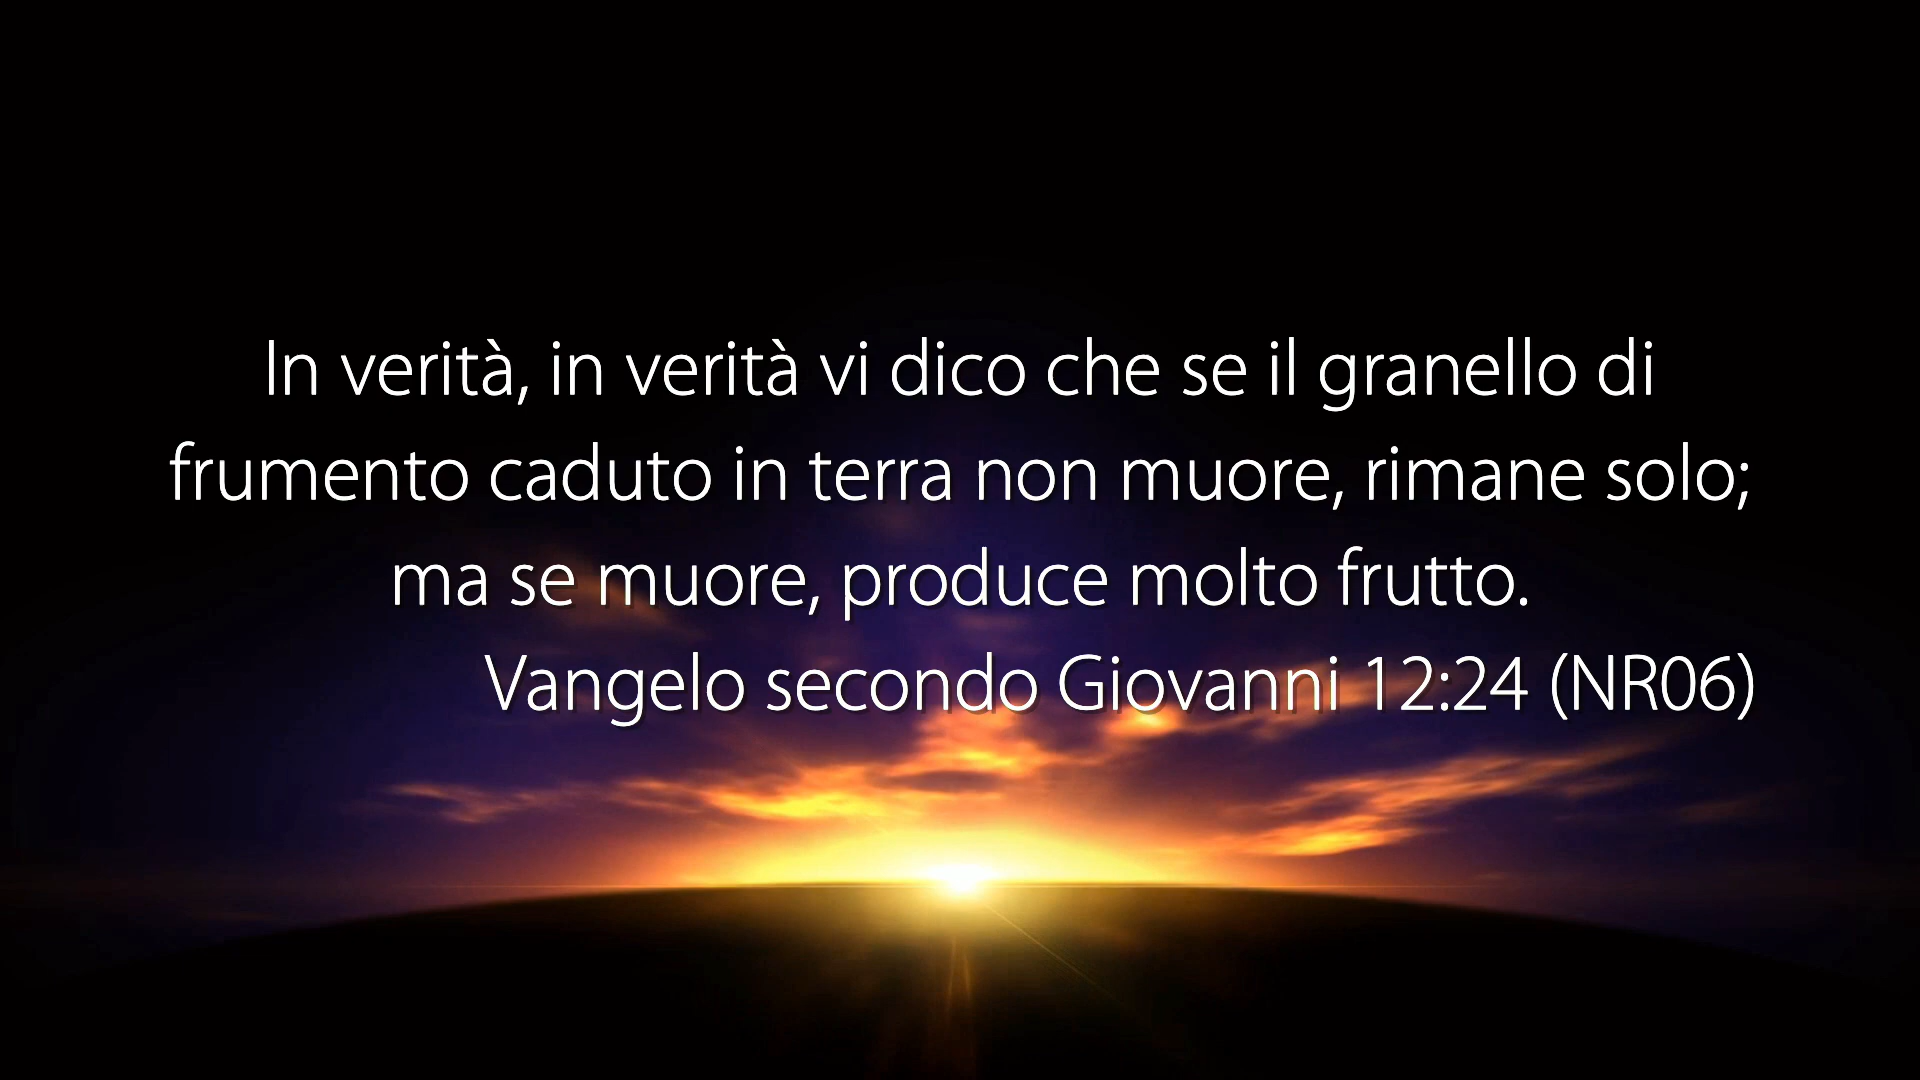 In verità, in verità vi dico che se il granello di
frumento caduto in terra non muore, rimane solo;
ma se muore, produce molto frutto.
Vangelo secondo Giovanni 12:24 (NR06)